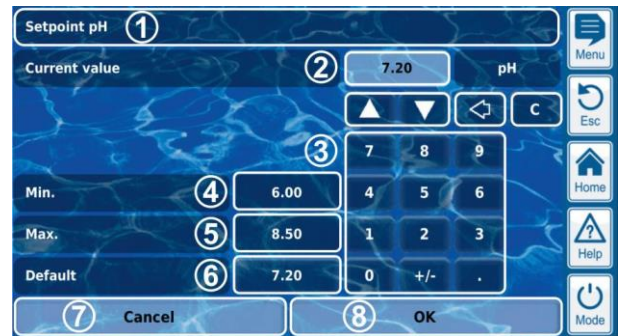 Setpoint pH 1
Current value 2 7.20 pH
C
3 7 8 9
Min. 4 6.00 4 5 6
Max. 5 8.50 1 2 3
Default 6 7.20 0 +/- .
7 Cancel 8 OK
Menu
Esc
Home
? Help
Mode